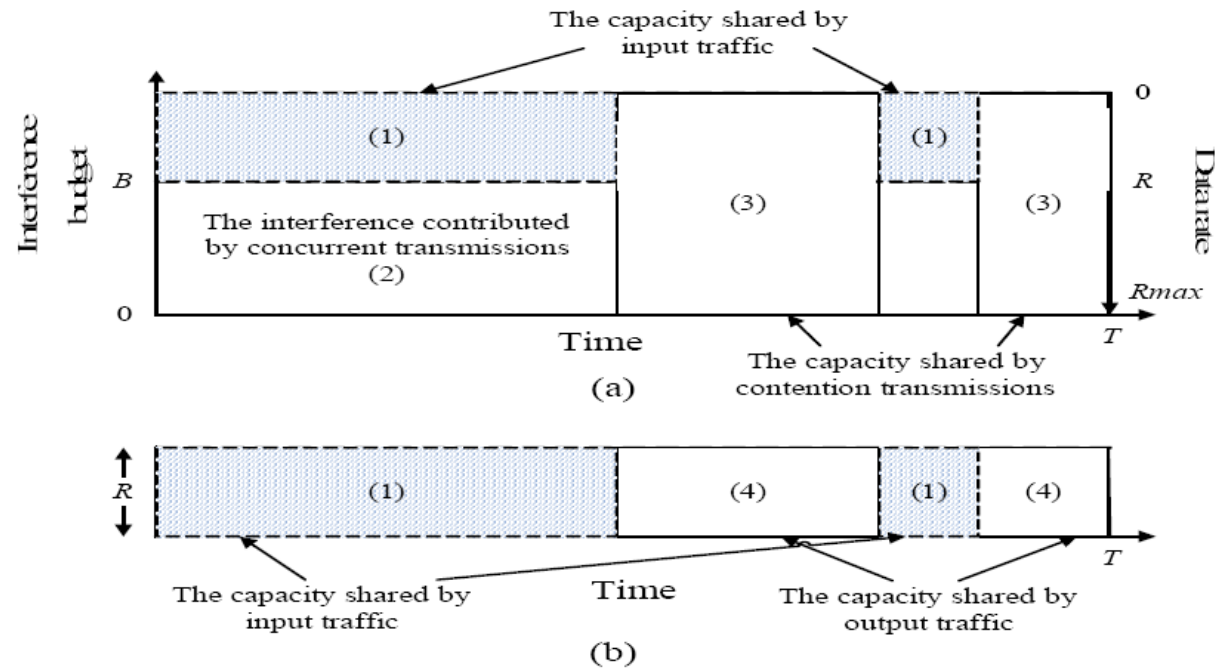 The capacity shared by
input traffic
Interference
budget
Data rate
0
(1)
(1)
B
R
(3)
(3)
The interference contributed
by concurrent transmissions
(2)
Rmax
0
Time
T
The capacity shared by
contention transmissions
(a)
R
(1)
(4)
(1)
(4)
T
The capacity shared by
input traffic
Time
The capacity shared by
output traffic
(b)